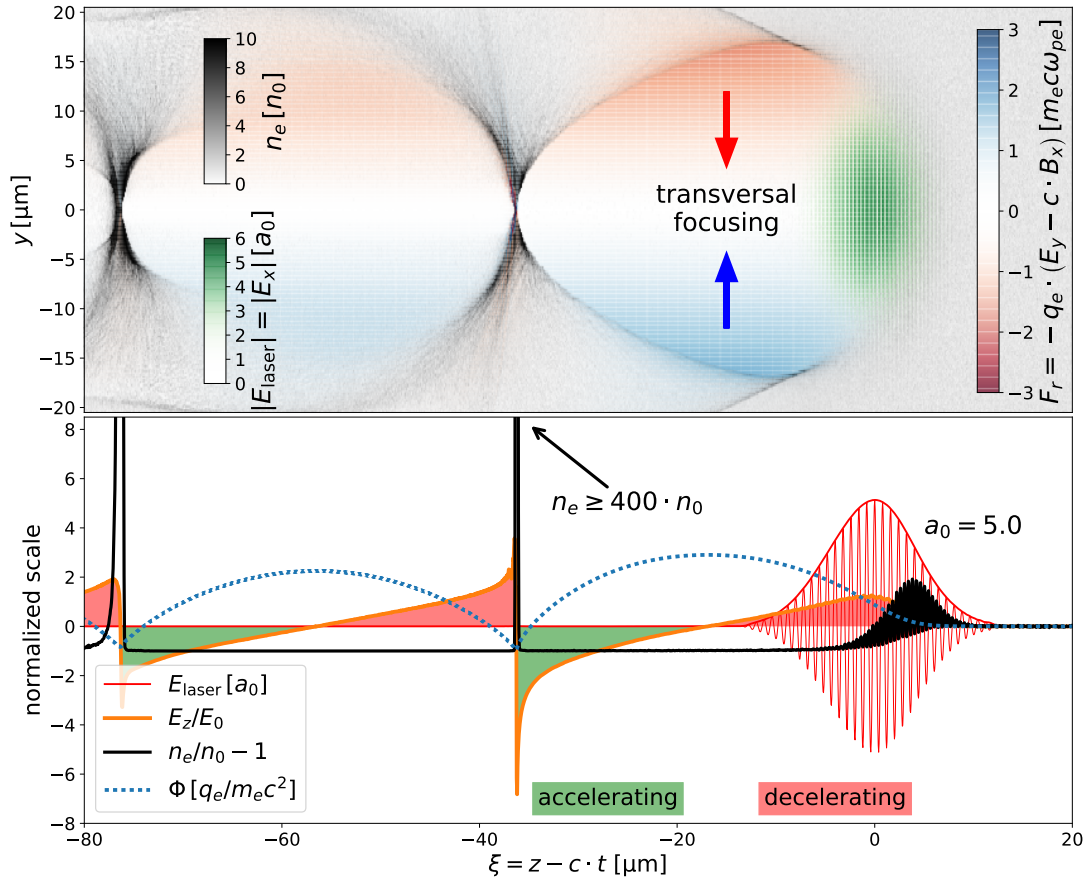 20
15
10
5
0
−5
−10
−15
−20
y [μm]
10
8
6
4
2
0
n_e [n_0]
6
5
4
3
2
1
0
|E_laser| = |E_x| [a_0]
transversal
focusing
3
2
1
0
−1
−2
−3
F_r = − q_e · (E_y − c · B_x) [m_e c ω_pe]
8
6
4
2
0
−2
−4
−6
−8
normalized scale
n_e ≥ 400 · n_0
a_0 = 5.0
E_laser [a_0]
E_z/E_0
n_e/n_0 − 1
Φ [q_e/m_e c^2]
accelerating
decelerating
−80
−60
−40
−20
0
20
ξ = z − c · t [μm]